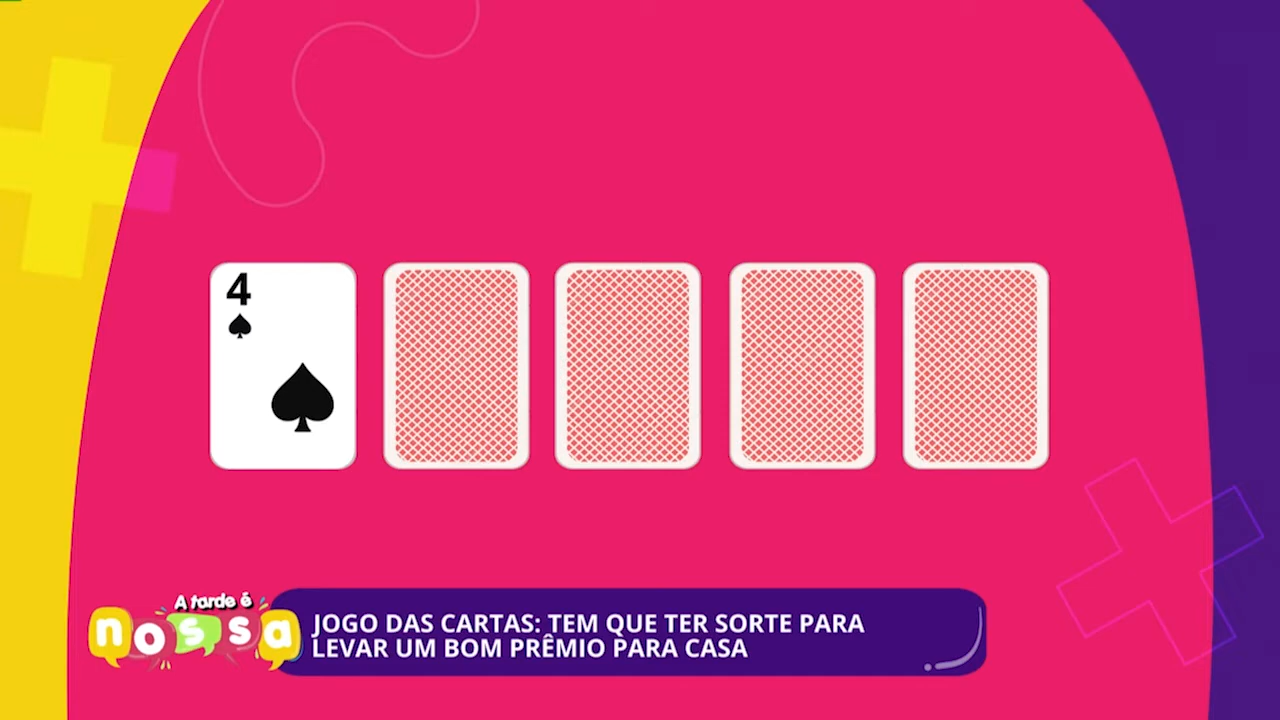 4
A tarde é
nossa
JOGO DAS CARTAS: TEM QUE TER SORTE PARA
LEVAR UM BOM PRÊMIO PARA CASA